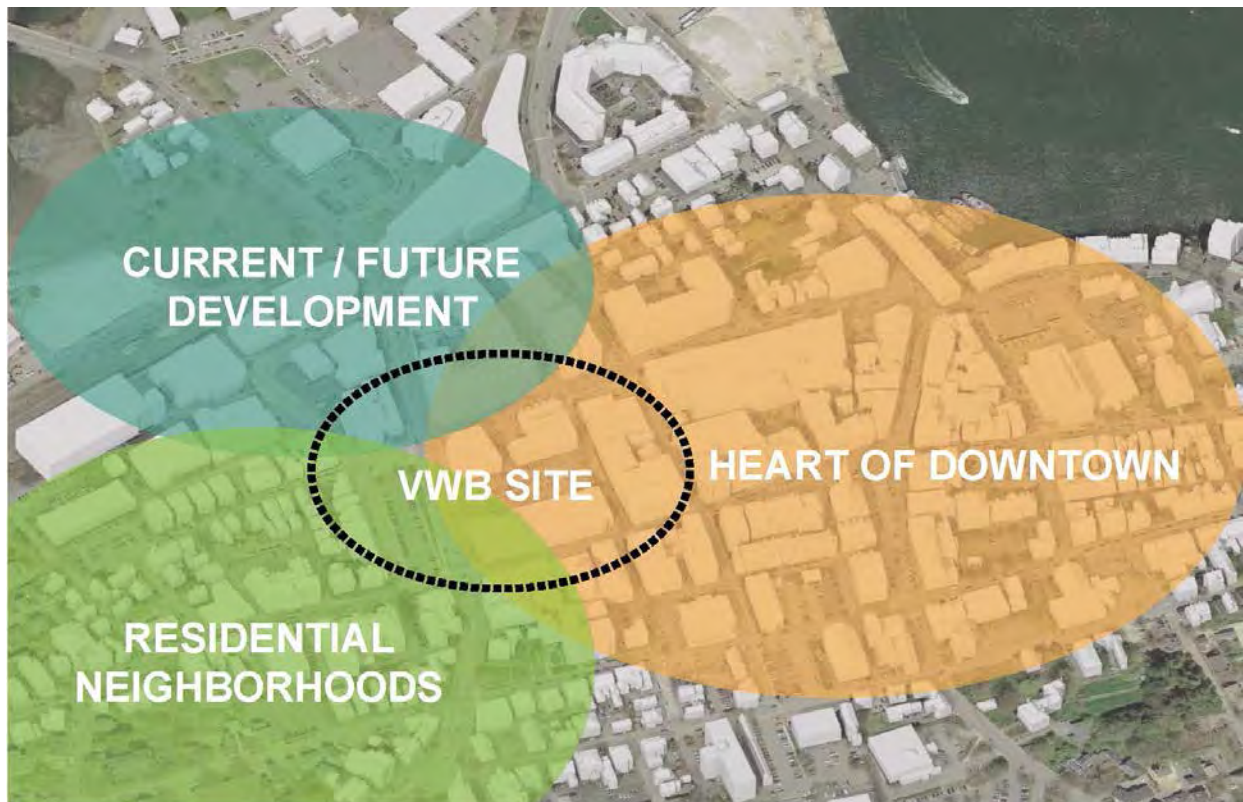 CURRENT / FUTURE
DEVELOPMENT
VWB SITE
HEART OF DOWNTOWN
RESIDENTIAL
NEIGHBORHOODS